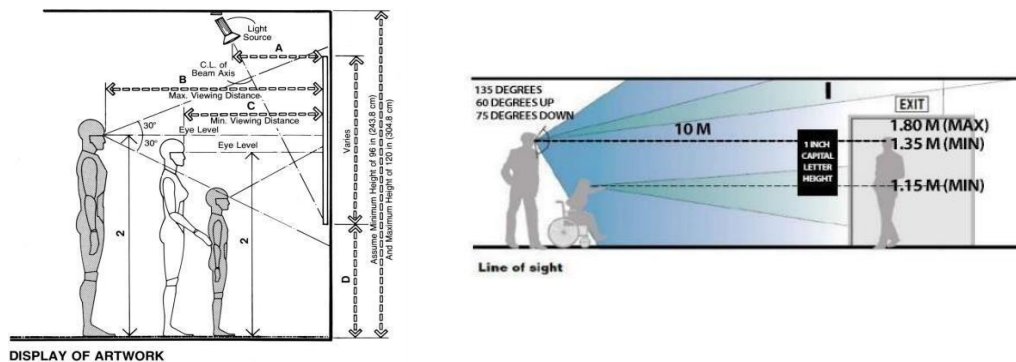 Light
Source
A
C.L. of
Beam Axis
B
Max. Viewing Distance
C
Min. Viewing Distance
30°
30°
Eye Level
Eye Level
2
2
Varies
D
Assume Minimum Height of 96 in (243.8 cm)
And Maximum Height of 120 in (304.8 cm)
DISPLAY OF ARTWORK
135 DEGREES
60 DEGREES UP
75 DEGREES DOWN
10 M
1 INCH
CAPITAL
LETTER
HEIGHT
EXIT
1.80 M (MAX)
1.35 M (MIN)
1.15 M (MIN)
Line of sight